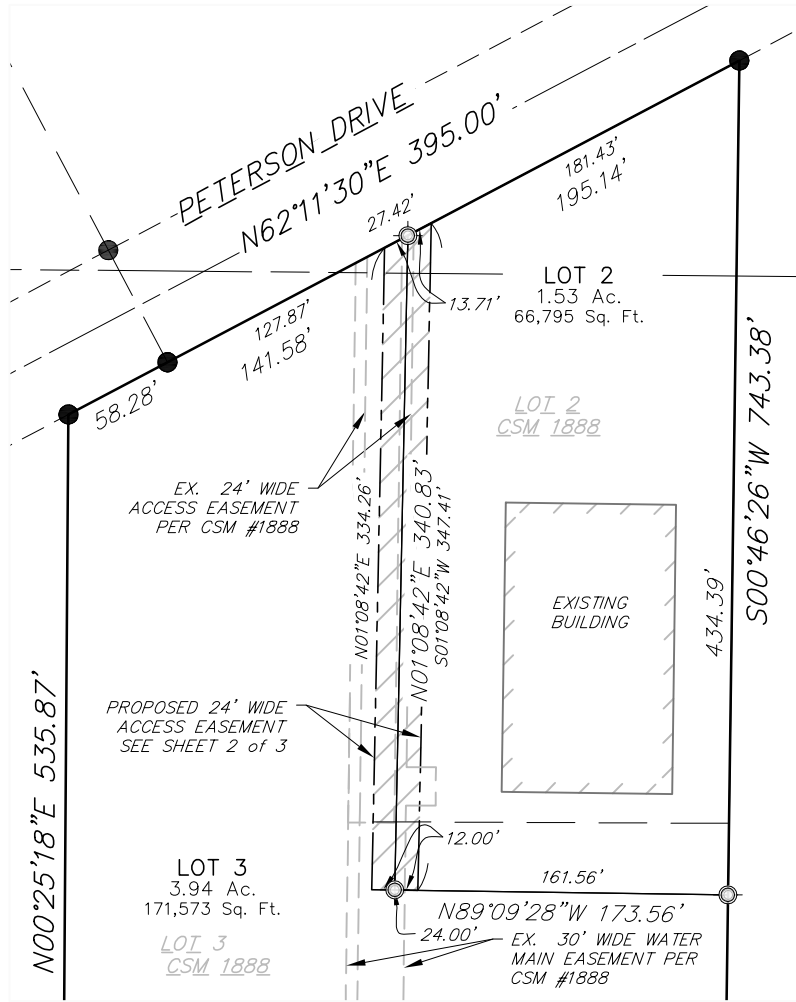 PETERSON DRIVE
N62°11'30"E 395.00'
181.43'
195.14'
27.42'
13.71'
LOT 2
1.53 Ac.
66,795 Sq. Ft.
127.87'
141.58'
58.28'
LOT 2
CSM 1888
EX. 24' WIDE
ACCESS EASEMENT
PER CSM #1888
N01°08'42"E 334.26'
N01°08'42"E 340.83'
S01°08'42"W 347.41'
EXISTING
BUILDING
434.39'
S00°46'26"W 743.38'
N00°25'18"E 535.87'
PROPOSED 24' WIDE
ACCESS EASEMENT
SEE SHEET 2 of 3
12.00'
LOT 3
3.94 Ac.
171,573 Sq. Ft.
161.56'
N89°09'28"W 173.56'
24.00'
LOT 3
CSM 1888
EX. 30' WIDE WATER
MAIN EASEMENT PER
CSM #1888